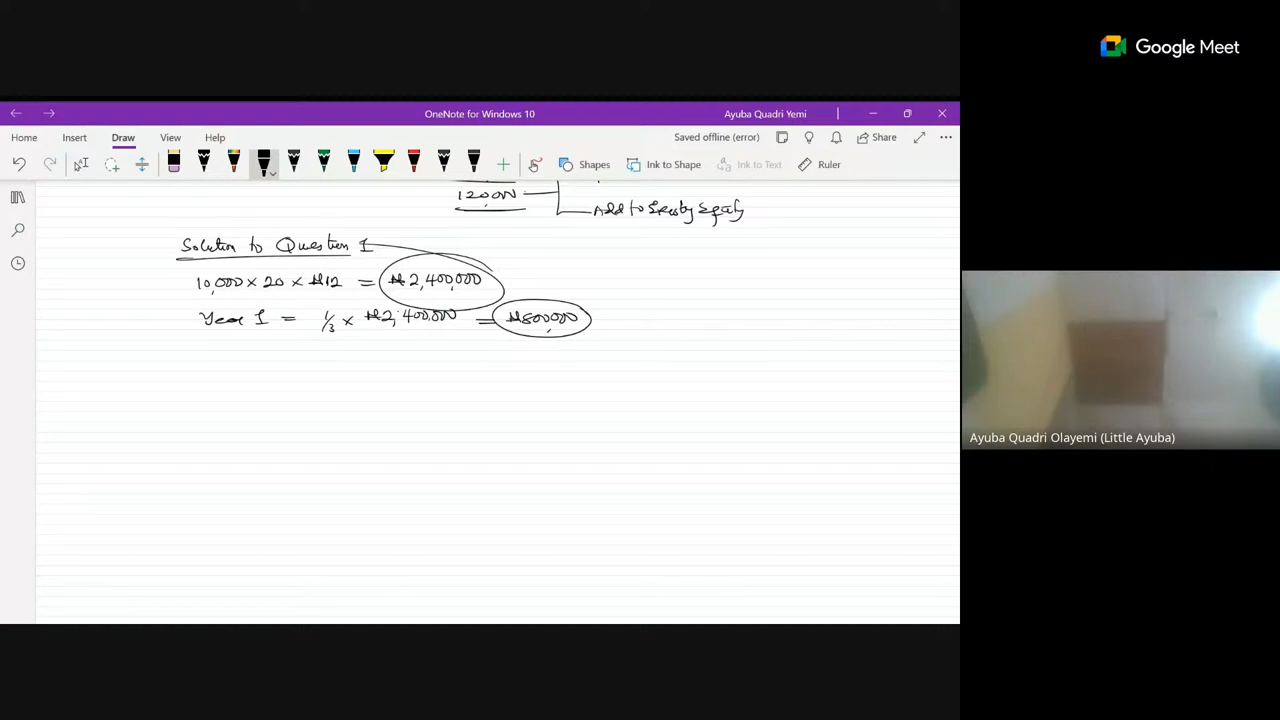 Google Meet
OneNote for Windows 10
Ayuba Quadri Yemi
Home Insert Draw View Help
Saved offline (error)
Share
Shapes
Ink to Shape
Ink to Text
Ruler
Add to Equity
Solution to Question 1
10,000 × 20 × ₦12 = ₦2,400,000
Year 1 = 1/3 × ₦2,400,000 = ₦800,000
Ayuba Quadri Olayemi (Little Ayuba)